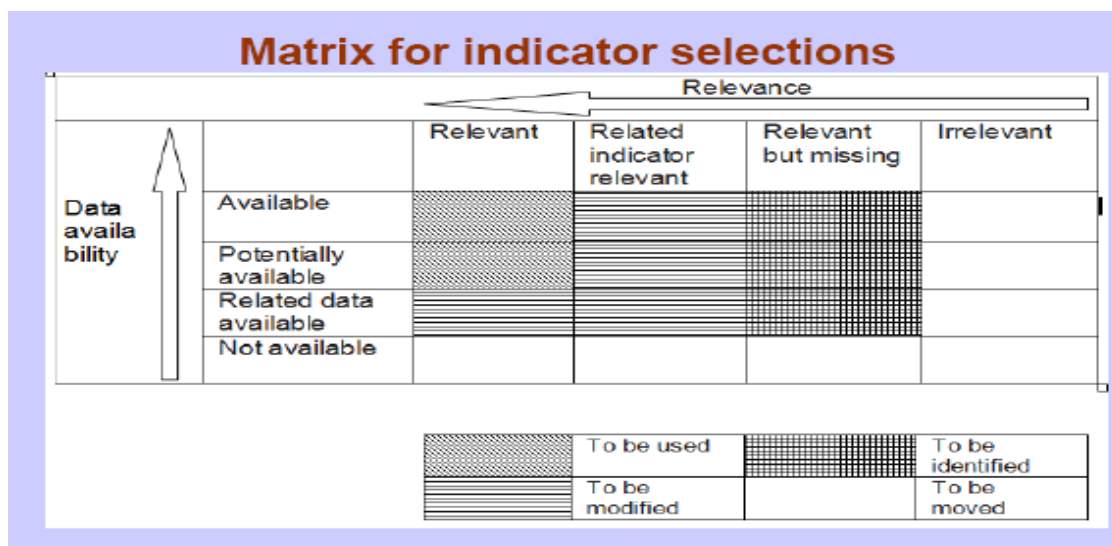 Matrix for indicator selections
Relevance
Relevant
Related
indicator
relevant
Relevant
but missing
Irrelevant
Data
availa
bility
Available
Potentially
available
Related data
available
Not available
To be used
To be
identified
To be
modified
To be
moved